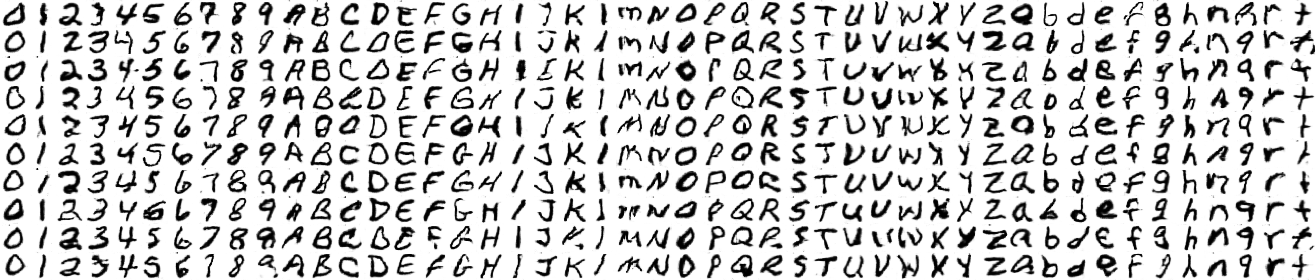 0 1 2 3 4 5 6 7 8 9 A B C D E F G H I J K l m N O P Q R S T U V W X Y Z a b d e f g h n q r t
0 1 2 3 4 5 6 7 8 9 A B C D E F G H I J K l m N O P Q R S T U V W X Y Z a b d e f g h n q r t
0 1 2 3 4 5 6 7 8 9 A B C D E F G H I J K l m N O P Q R S T U V W X Y Z a b d e f g h n q r t
0 1 2 3 4 5 6 7 8 9 A B C D E F G H I J K l M N O P Q R S T U V W X Y Z a b d e f g h n q r t
0 1 2 3 4 5 6 7 8 9 A B C D E F G H I J K l M N O P Q R S T U V W X Y Z a b d e f g h n q r t
0 1 2 3 4 5 6 7 8 9 A B C D E F G H I J K l M N O P Q R S T U V W X Y Z a b d e f g h n q r t
0 1 2 3 4 5 6 7 8 9 A B C D E F G H I J K l m N O P Q R S T U V W X Y Z a b d e f g h n q r t
0 1 2 3 4 5 6 7 8 9 A B C D E F G H I J K l m N O P Q R S T U V W X Y Z a b d e f g h n q r t
0 1 2 3 4 5 6 7 8 9 A B C D E F G H I J K l M N O P Q R S T U V W X Y Z a b d e f g h n q r t
0 1 2 3 4 5 6 7 8 9 A B C D E F G H I J K l m N O P Q R S T U V W X Y Z a b d e f g h n q r t